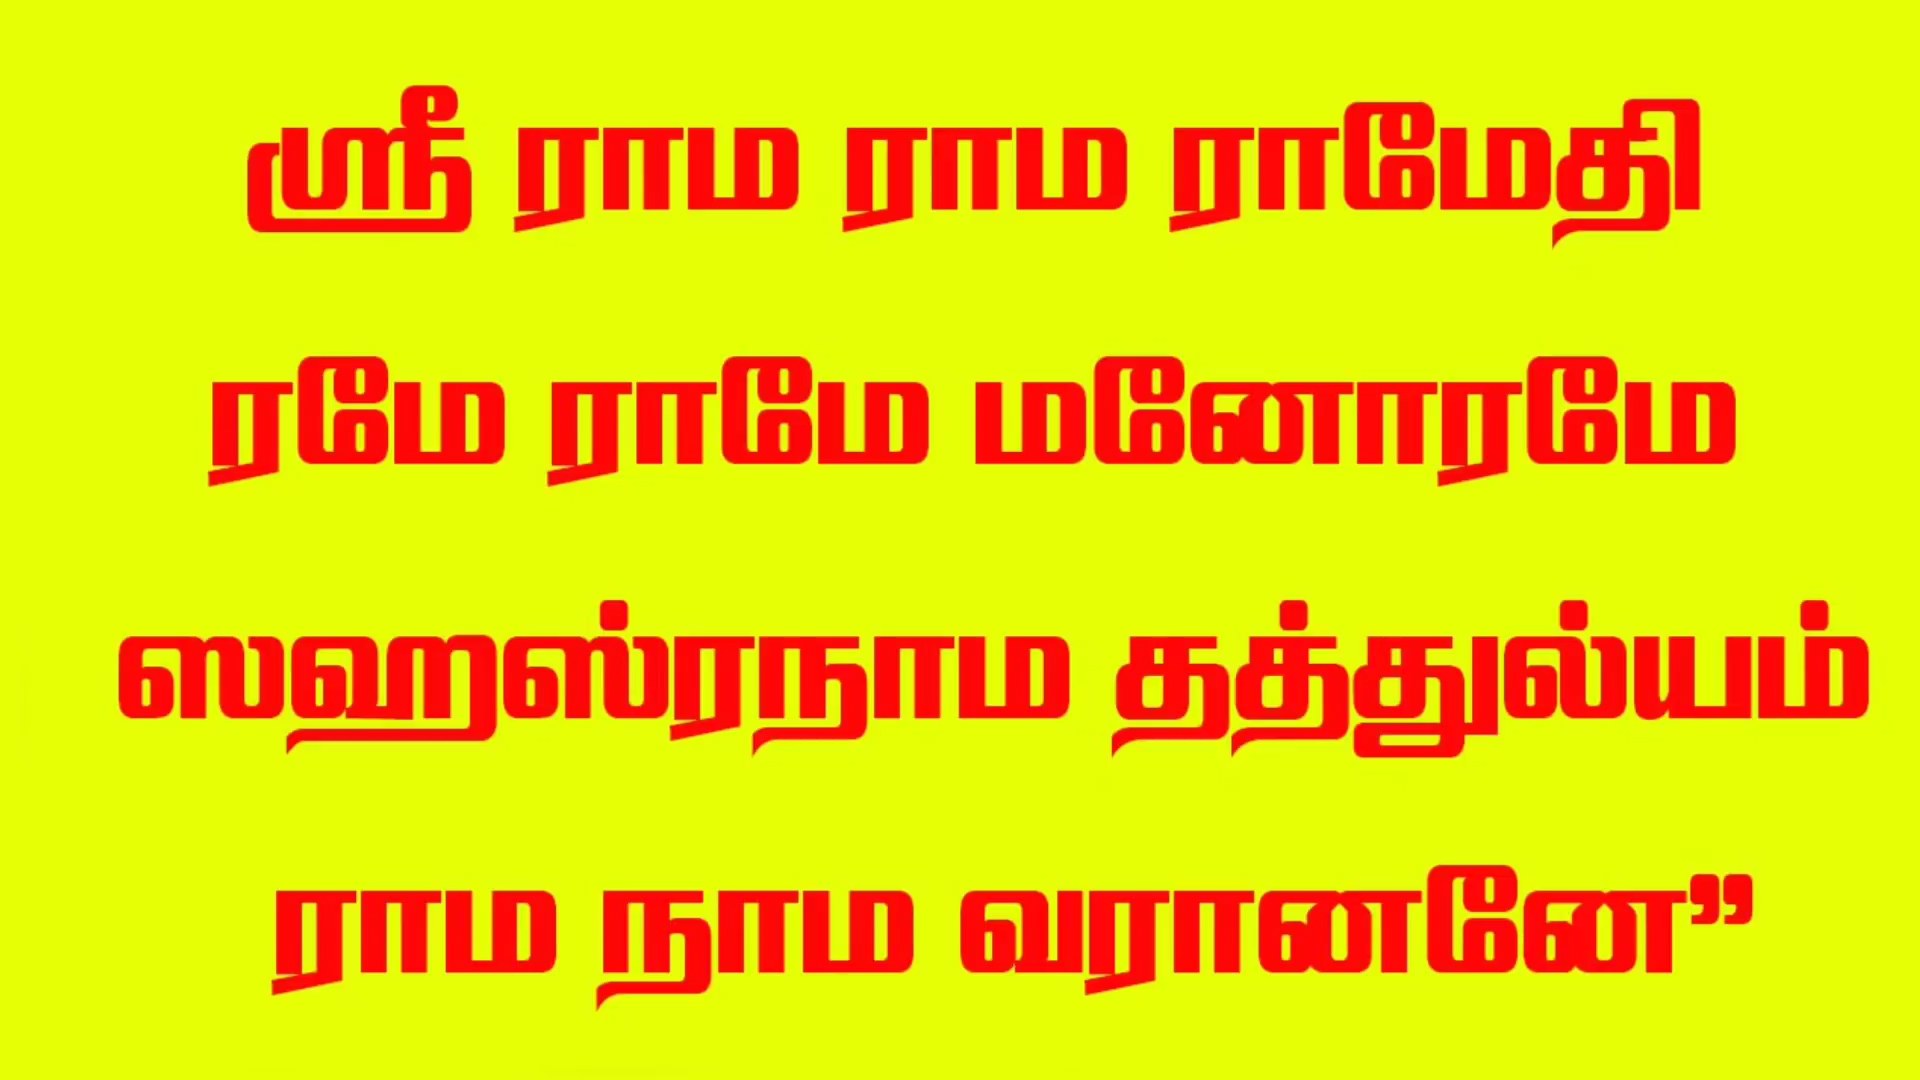 ஸ்ரீ ராம ராம ராமேதி
ரமே ராமே மனோரமே
ஸஹஸ்ரநாம தத்துல்யம்
ராம நாம வரானனே”